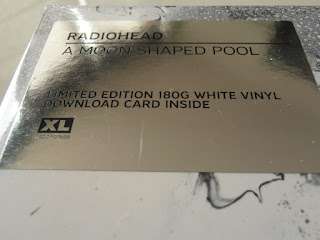 RADIOHEAD
A MOON SHAPED POOL
LIMITED EDITION 180G WHITE VINYL
DOWNLOAD CARD INSIDE
XL